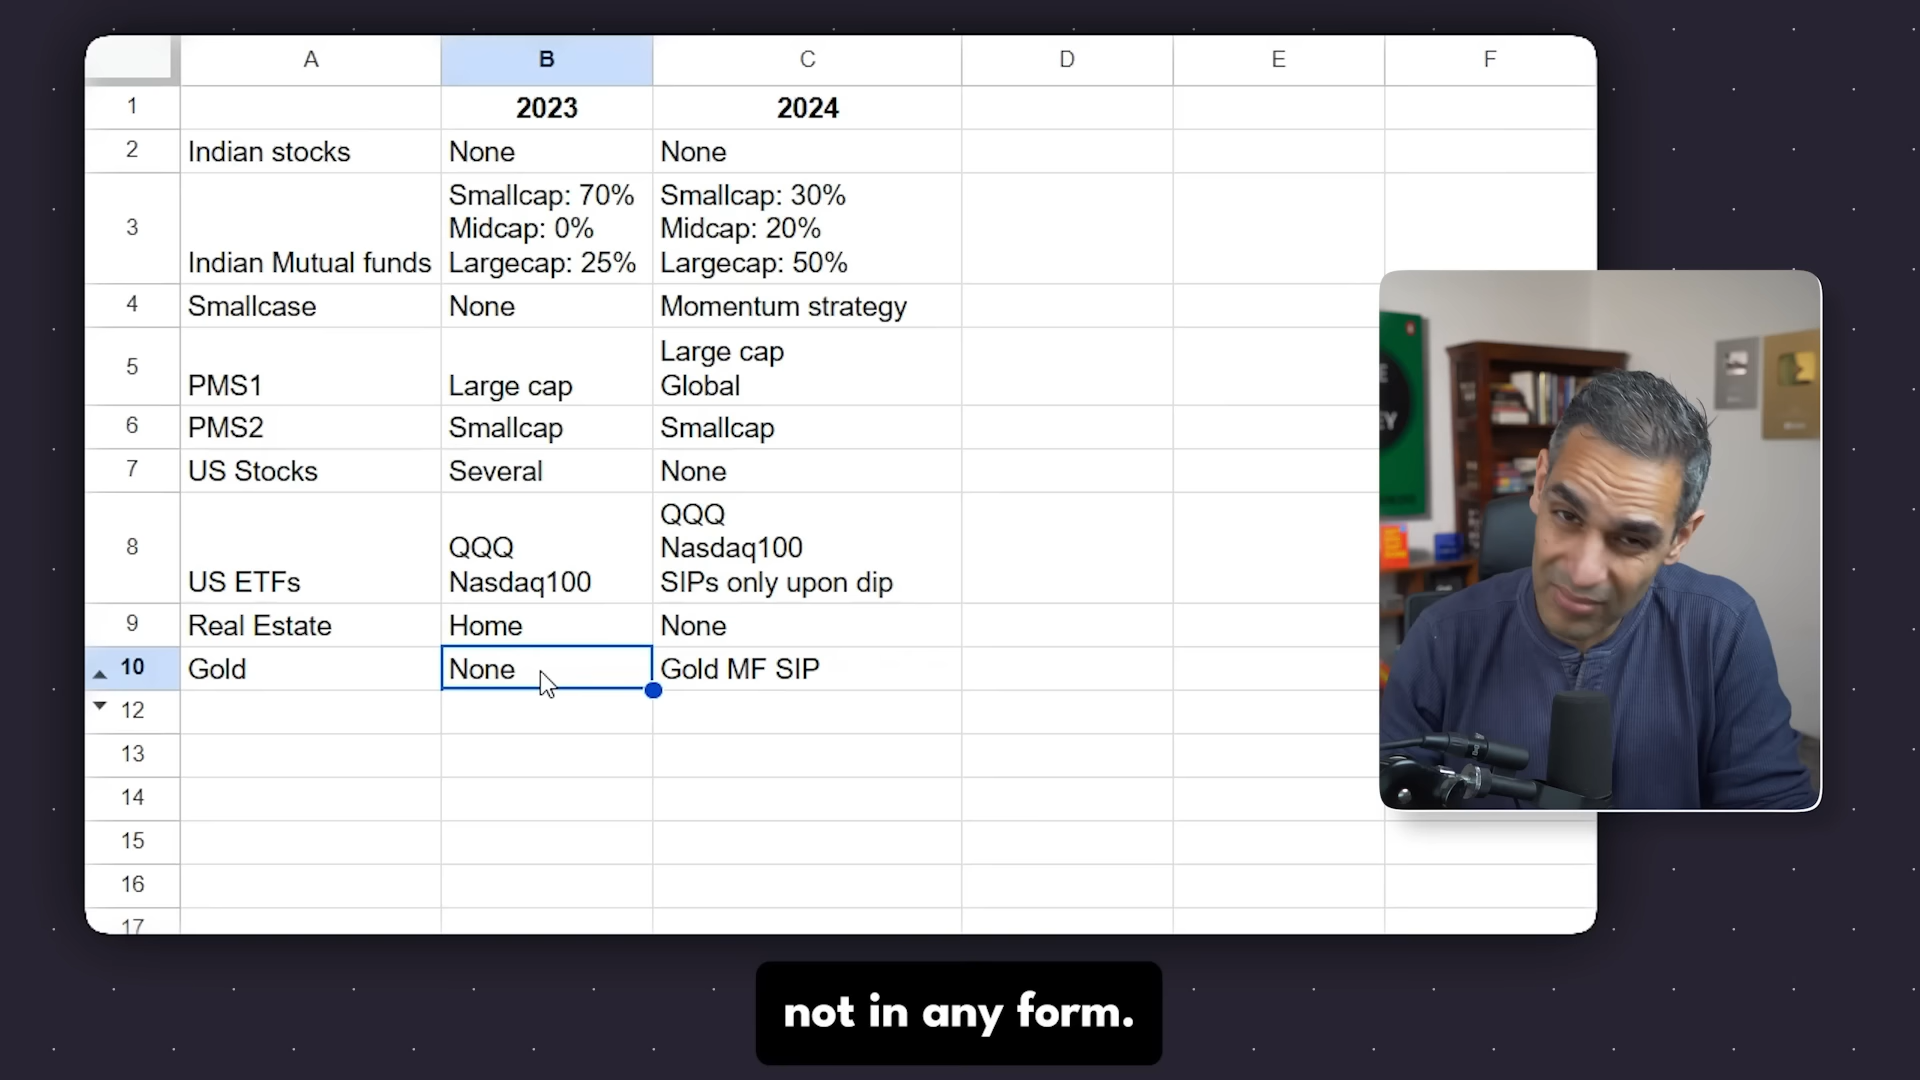 A B C D E F
1 2023 2024
2 Indian stocks None None
Smallcap: 70% Smallcap: 30%
3 Midcap: 0% Midcap: 20%
Indian Mutual funds Largecap: 25% Largecap: 50%
4 Smallcase None Momentum strategy
Large cap
5 PMS1 Large cap Global
6 PMS2 Smallcap Smallcap
7 US Stocks Several None
QQQ
8 QQQ Nasdaq100
US ETFs Nasdaq100 SIPs only upon dip
9 Real Estate Home None
10 Gold None Gold MF SIP
12
13
14
15
16
17
not in any form.